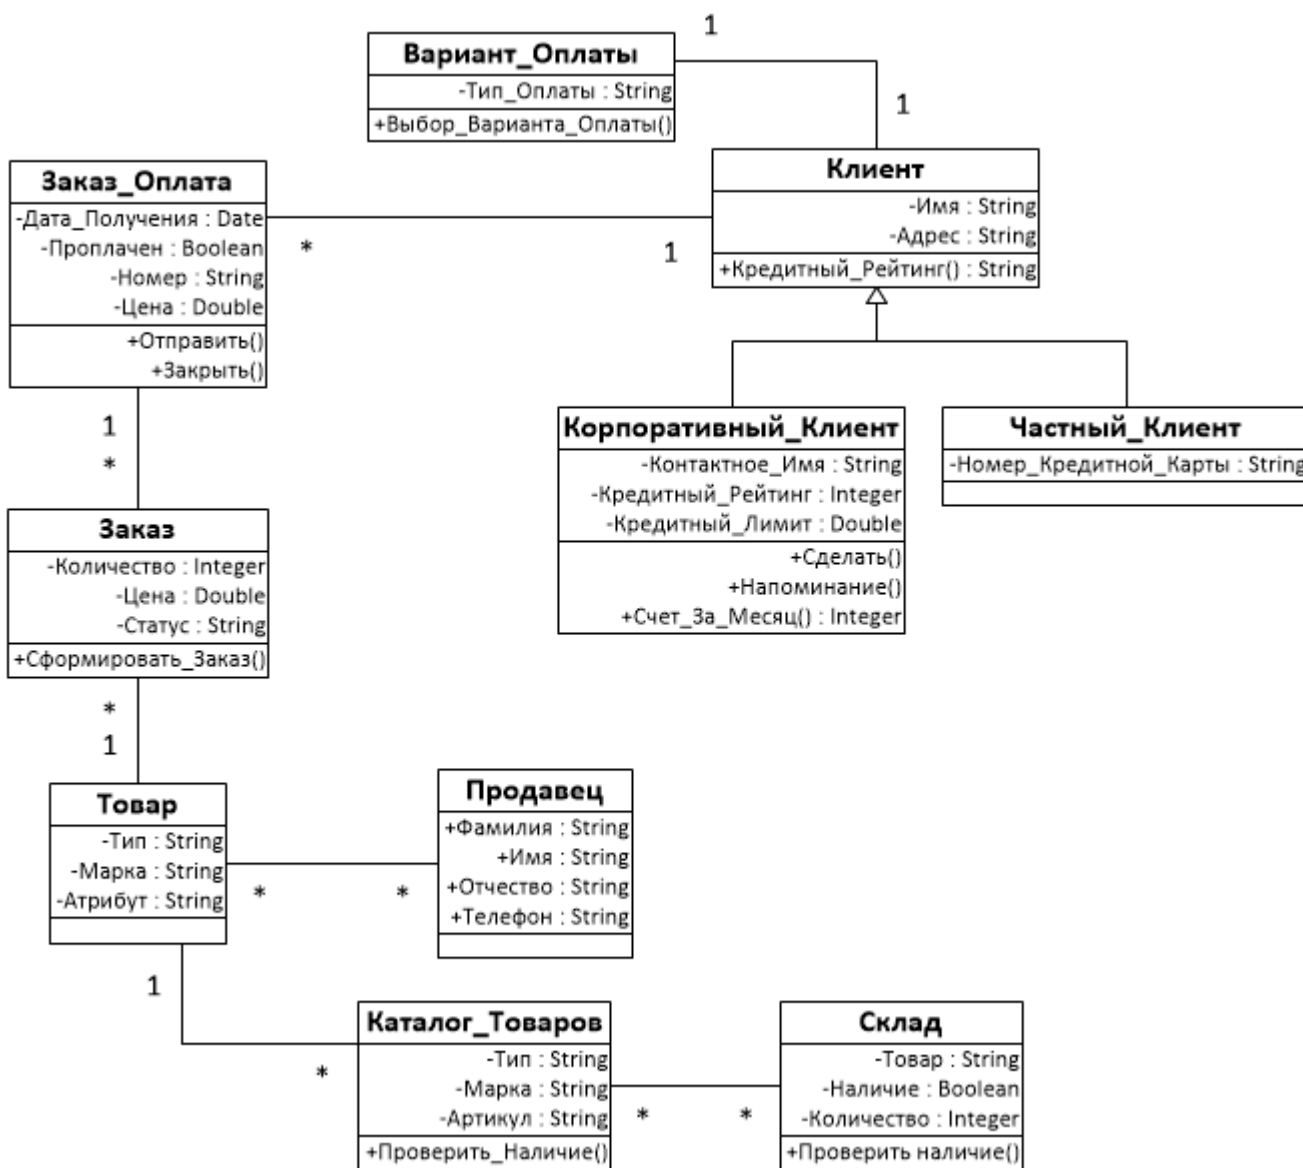 1
Вариант_Оплаты
-Тип_Оплаты : String
+Выбор_Варианта_Оплаты()
1
Клиент
-Имя : String
-Адрес : String
+Кредитный_Рейтинг() : String
Заказ_Оплата
-Дата_Получения : Date
-Проплачен : Boolean
-Номер : String
-Цена : Double
+Отправить()
+Закрыть()
*
1
Корпоративный_Клиент
-Контактное_Имя : String
-Кредитный_Рейтинг : Integer
-Кредитный_Лимит : Double
+Сделать()
+Напоминание()
+Счет_За_Месяц() : Integer
Частный_Клиент
-Номер_Кредитной_Карты : String
1
*
Заказ
-Количество : Integer
-Цена : Double
-Статус : String
+Сформировать_Заказ()
*
1
Товар
-Тип : String
-Марка : String
-Атрибут : String
*
*
Продавец
+Фамилия : String
+Имя : String
+Отчество : String
+Телефон : String
1
*
Каталог_Товаров
-Тип : String
-Марка : String
-Артикул : String
+Проверить_Наличие()
*
*
Склад
-Товар : String
-Наличие : Boolean
-Количество : Integer
+Проверить наличие()